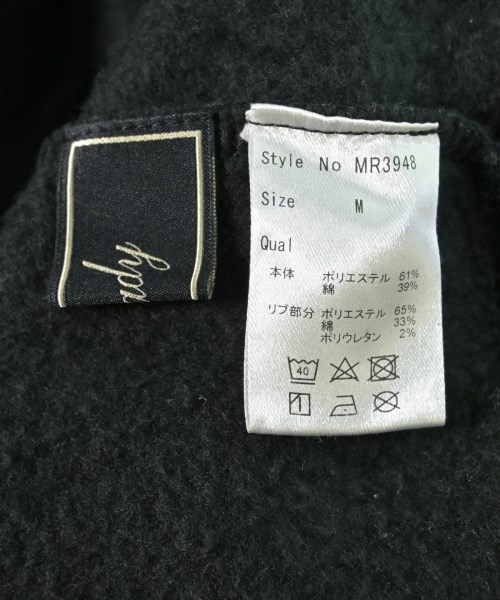 Style No MR3948
Size M
Qual
本体 ポリエステル 61%
綿 39%
リブ部分 ポリエステル 65%
綿 33%
ポリウレタン 2%
40